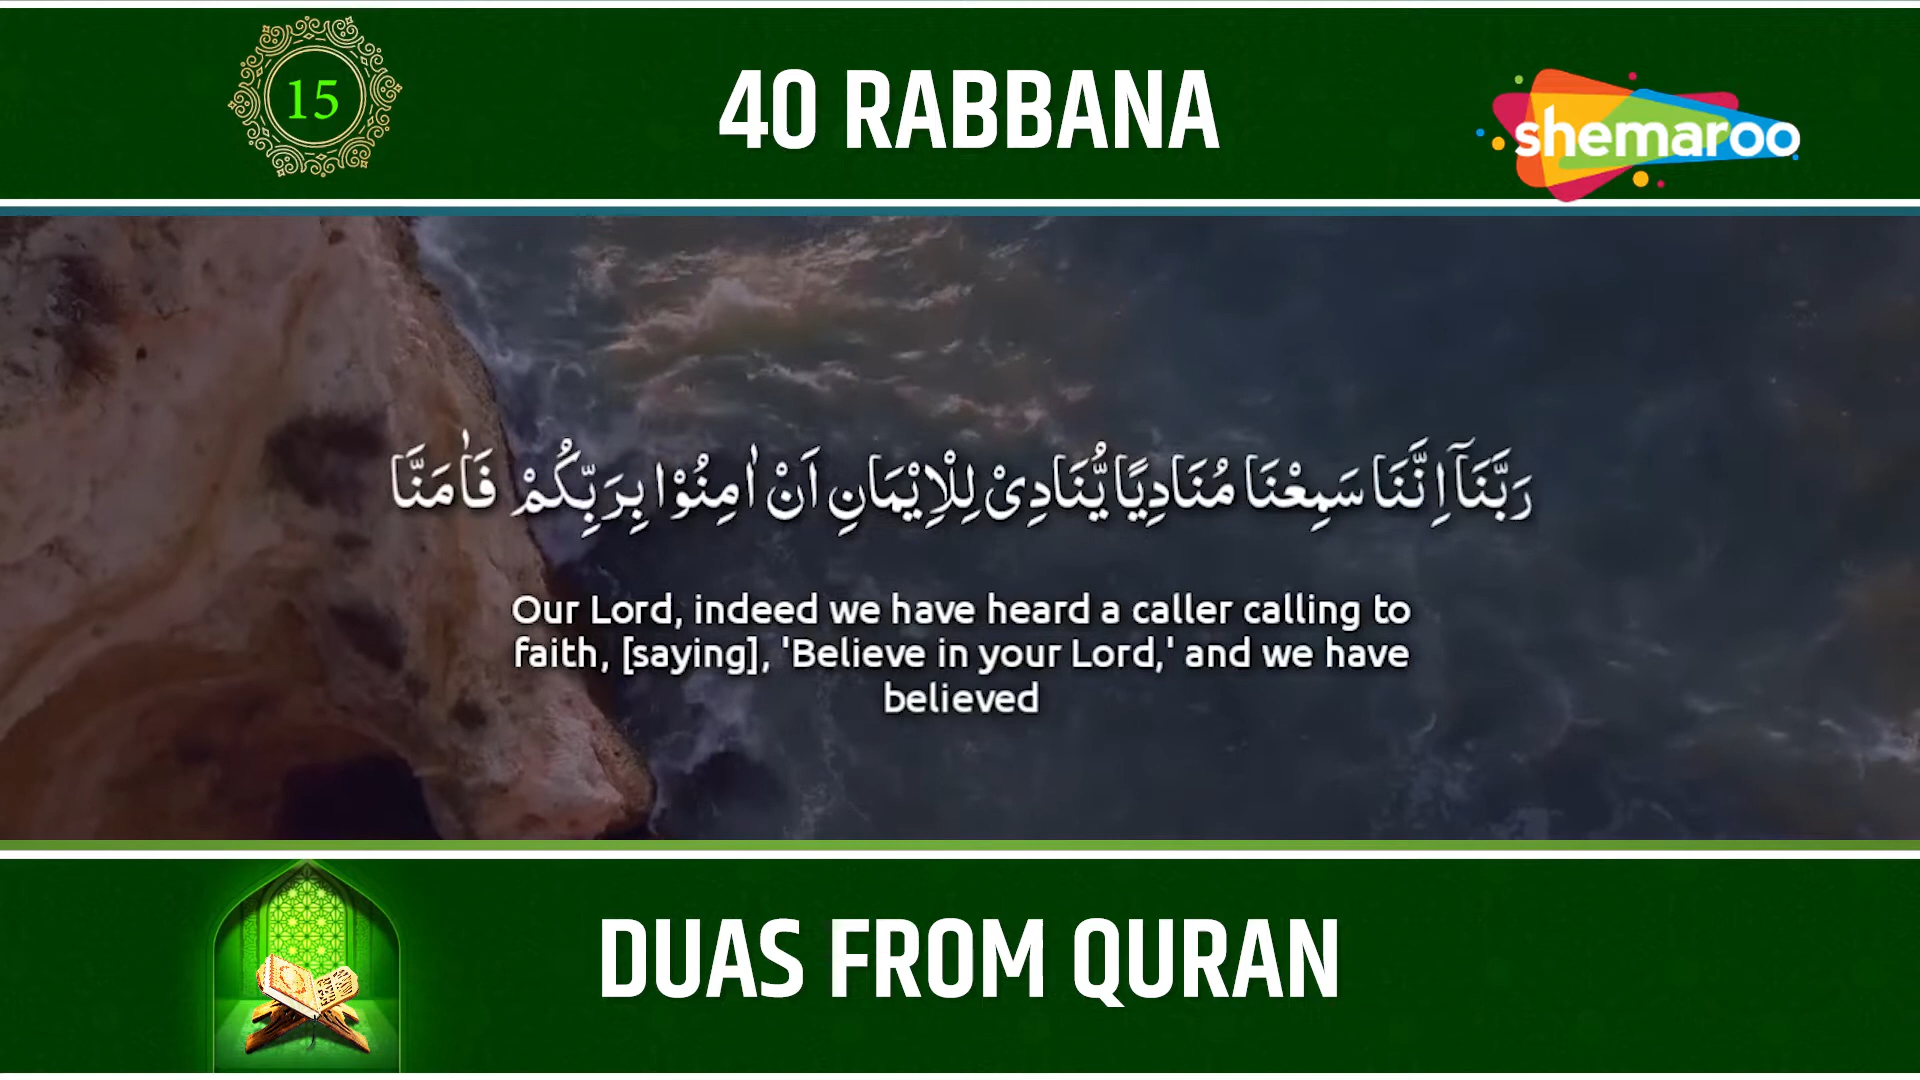 15
40 RABBANA
shemaroo
رَبَّنَآ اِنَّنَا سَمِعْنَا مُنَادِيًا يُّنَادِىْ لِلْاِيْمَانِ اَنْ اٰمِنُوْا بِرَبِّكُمْ فَاٰمَنَّا
Our Lord, indeed we have heard a caller calling to
faith, [saying], 'Believe in your Lord,' and we have
believed
DUAS FROM QURAN